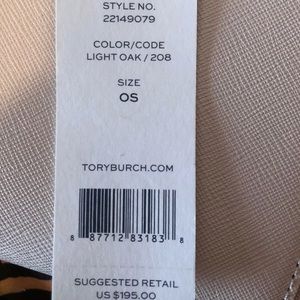 STYLE NO.
22149079
COLOR/CODE
LIGHT OAK / 208
SIZE
OS
TORYBURCH.COM
8 87712 83183 8
SUGGESTED RETAIL
US $195.00